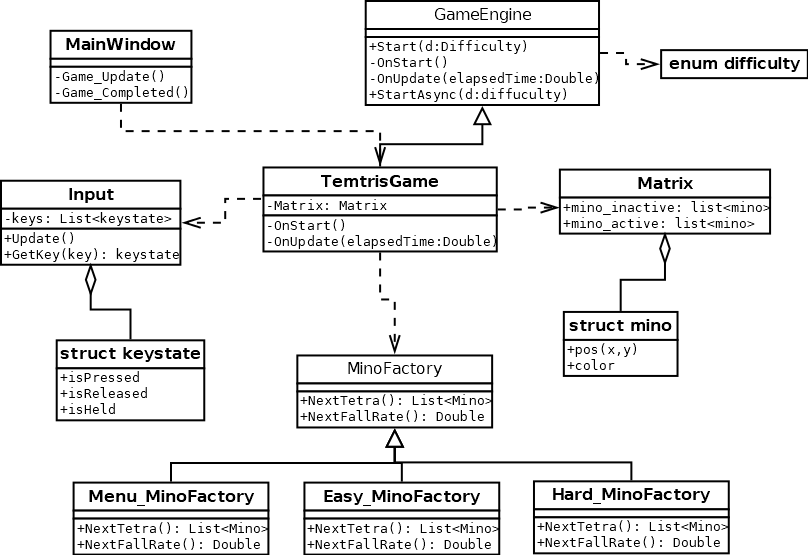 GameEngine
+Start(d:Difficulty)
-OnStart()
-OnUpdate(elapsedTime:Double)
+StartAsync(d:diffuculty)
MainWindow
-Game_Update()
-Game_Completed()
enum difficulty
Input
-keys: List<keystate>
+Update()
+GetKey(key): keystate
TemtrisGame
-Matrix: Matrix
-OnStart()
-OnUpdate(elapsedTime:Double)
Matrix
+mino_inactive: list<mino>
+mino_active: list<mino>
struct keystate
+isPressed
+isReleased
+isHeld
struct mino
+pos(x,y)
+color
MinoFactory
+NextTetra(): List<Mino>
+NextFallRate(): Double
Menu_MinoFactory
+NextTetra(): List<Mino>
+NextFallRate(): Double
Easy_MinoFactory
+NextTetra(): List<Mino>
+NextFallRate(): Double
Hard_MinoFactory
+NextTetra(): List<Mino>
+NextFallRate(): Double